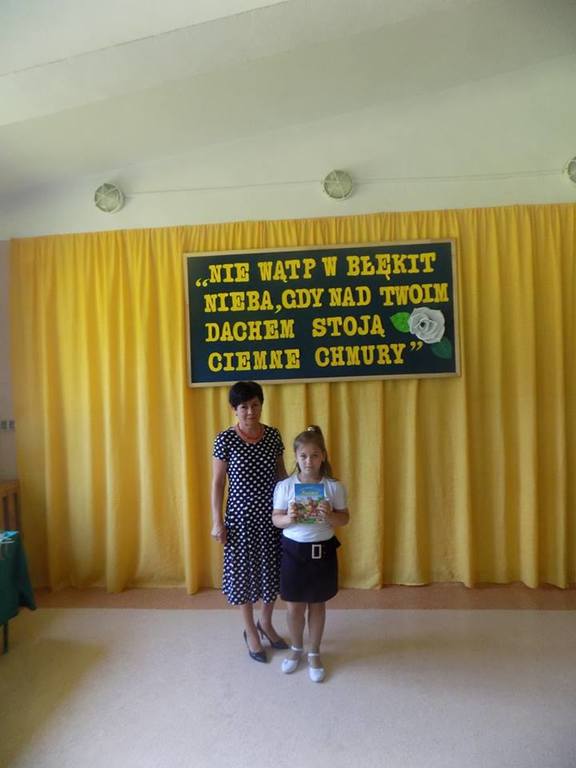 „NIE WĄTP W BŁĘKIT
NIEBA, GDY NAD TWOIM
DACHEM STOJĄ
CIEMNE CHMURY”